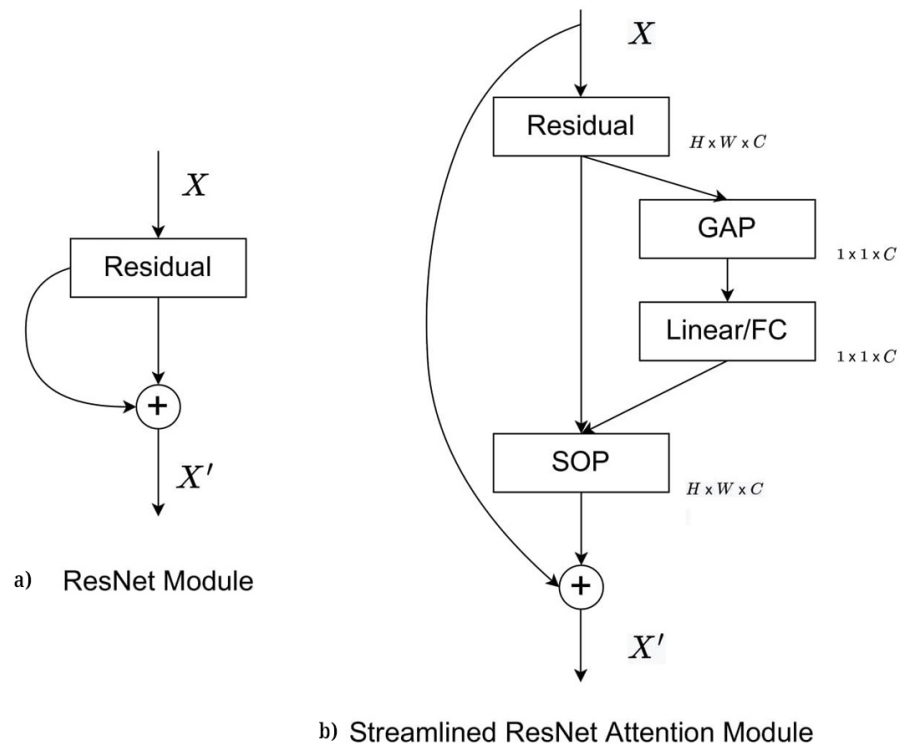 X
Residual
+
X′
a) ResNet Module
X
Residual
H x W x C
GAP
1 x 1 x C
Linear/FC
1 x 1 x C
SOP
H x W x C
+
X′
b) Streamlined ResNet Attention Module